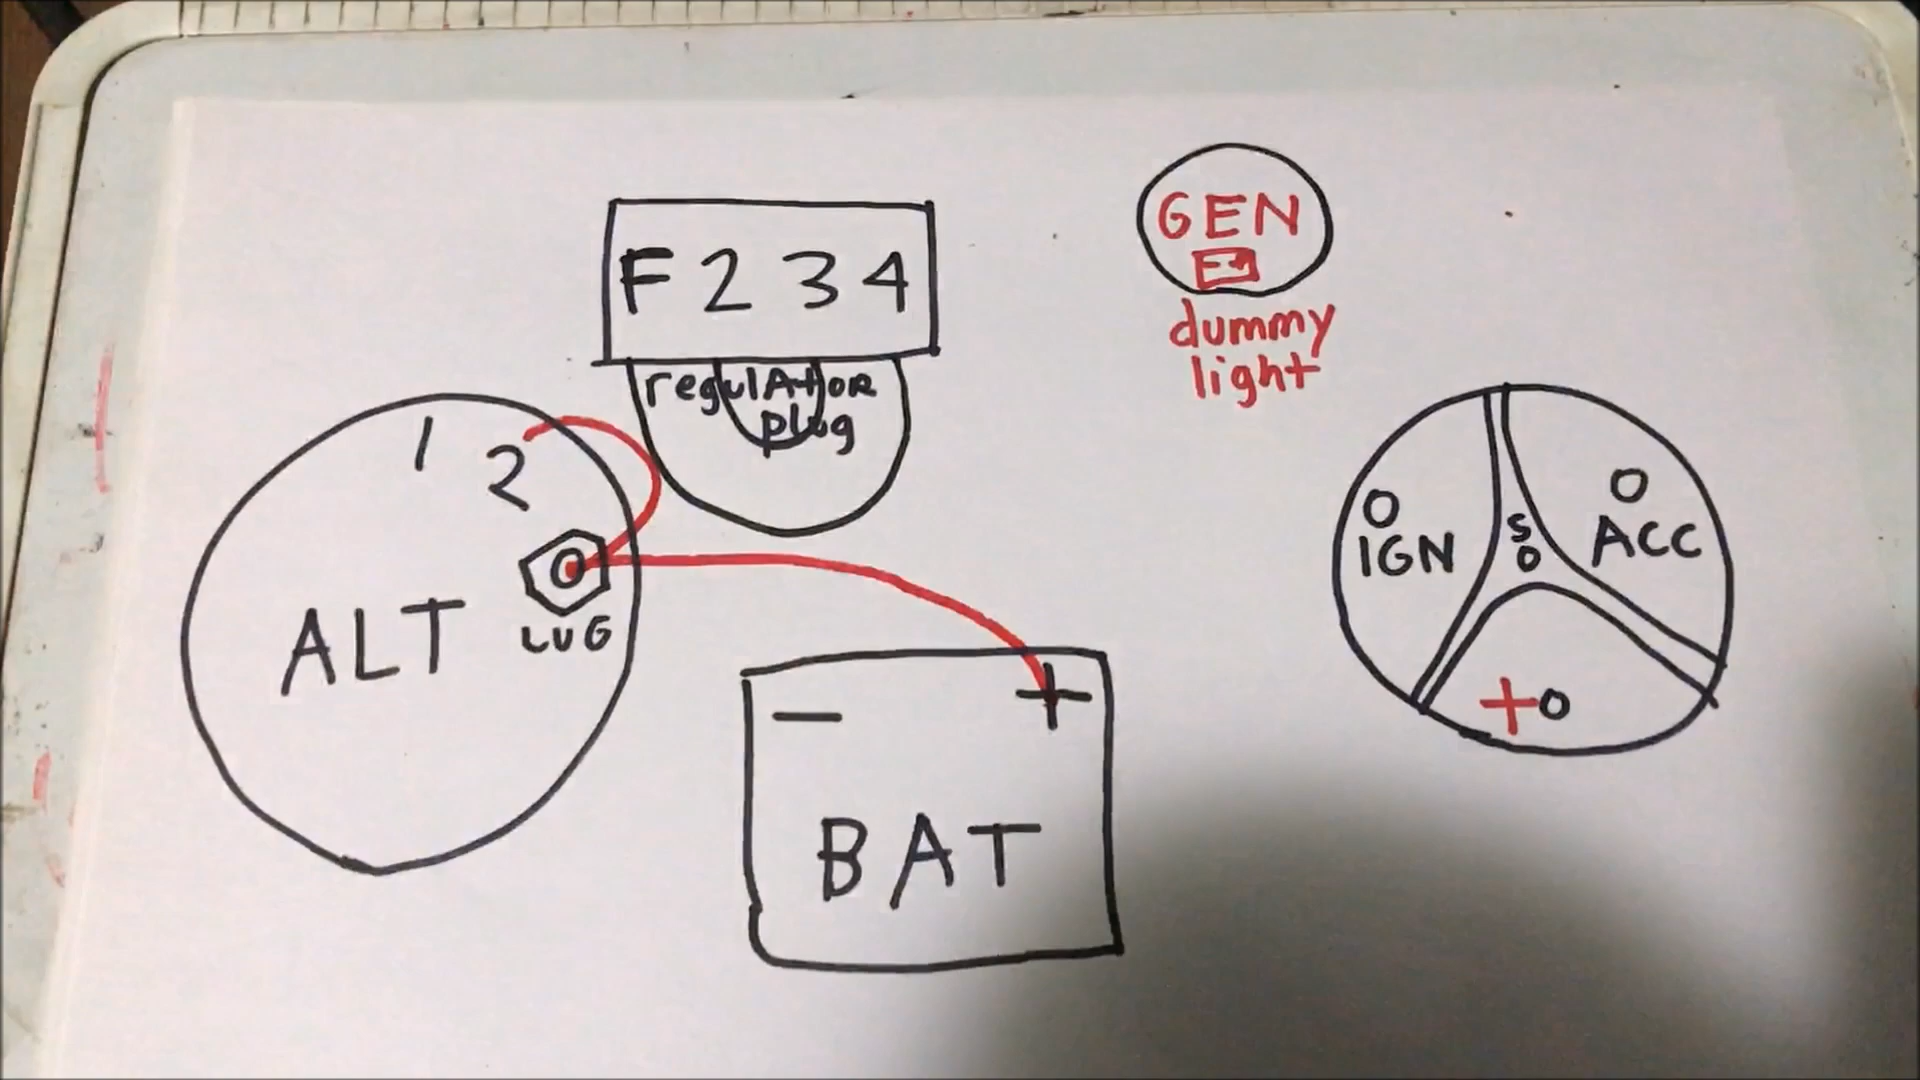 F 2 3 4
regulAtor
plug
GEN
dummy
light
1
2
LUG
ALT
IGN
S
ACC
+
- +
BAT